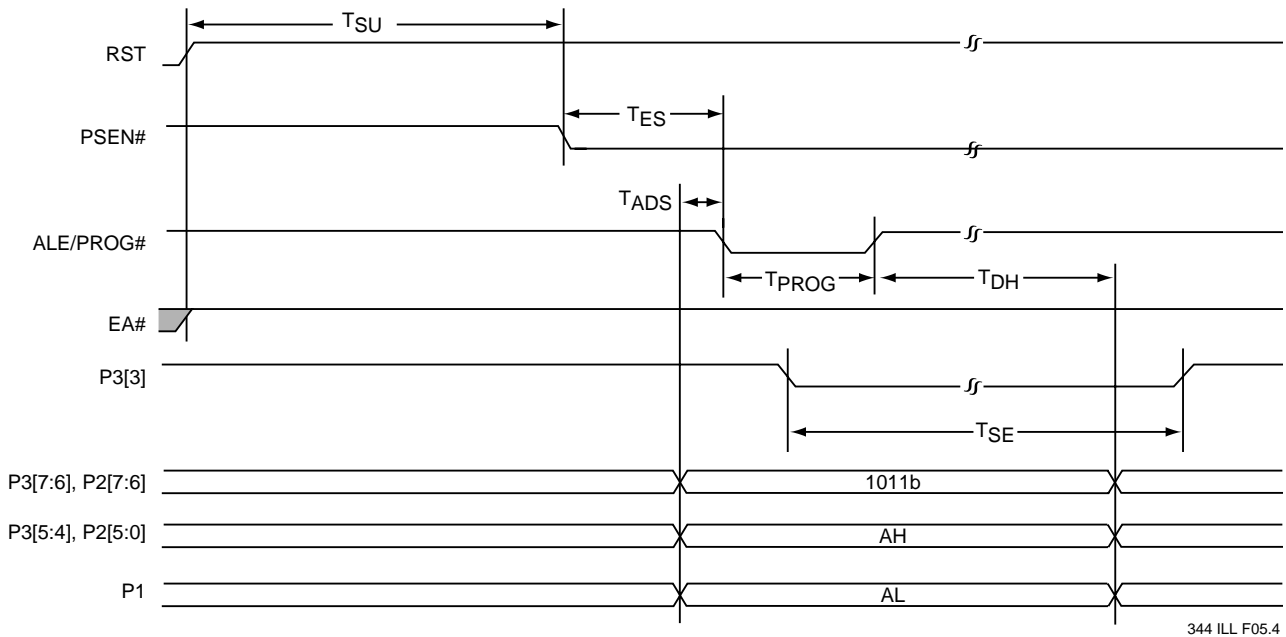 TSU
RST
TES
PSEN#
TADS
ALE/PROG#
TPROG
TDH
EA#
P3[3]
TSE
P3[7:6], P2[7:6]
1011b
P3[5:4], P2[5:0]
AH
P1
AL
344 ILL F05.4